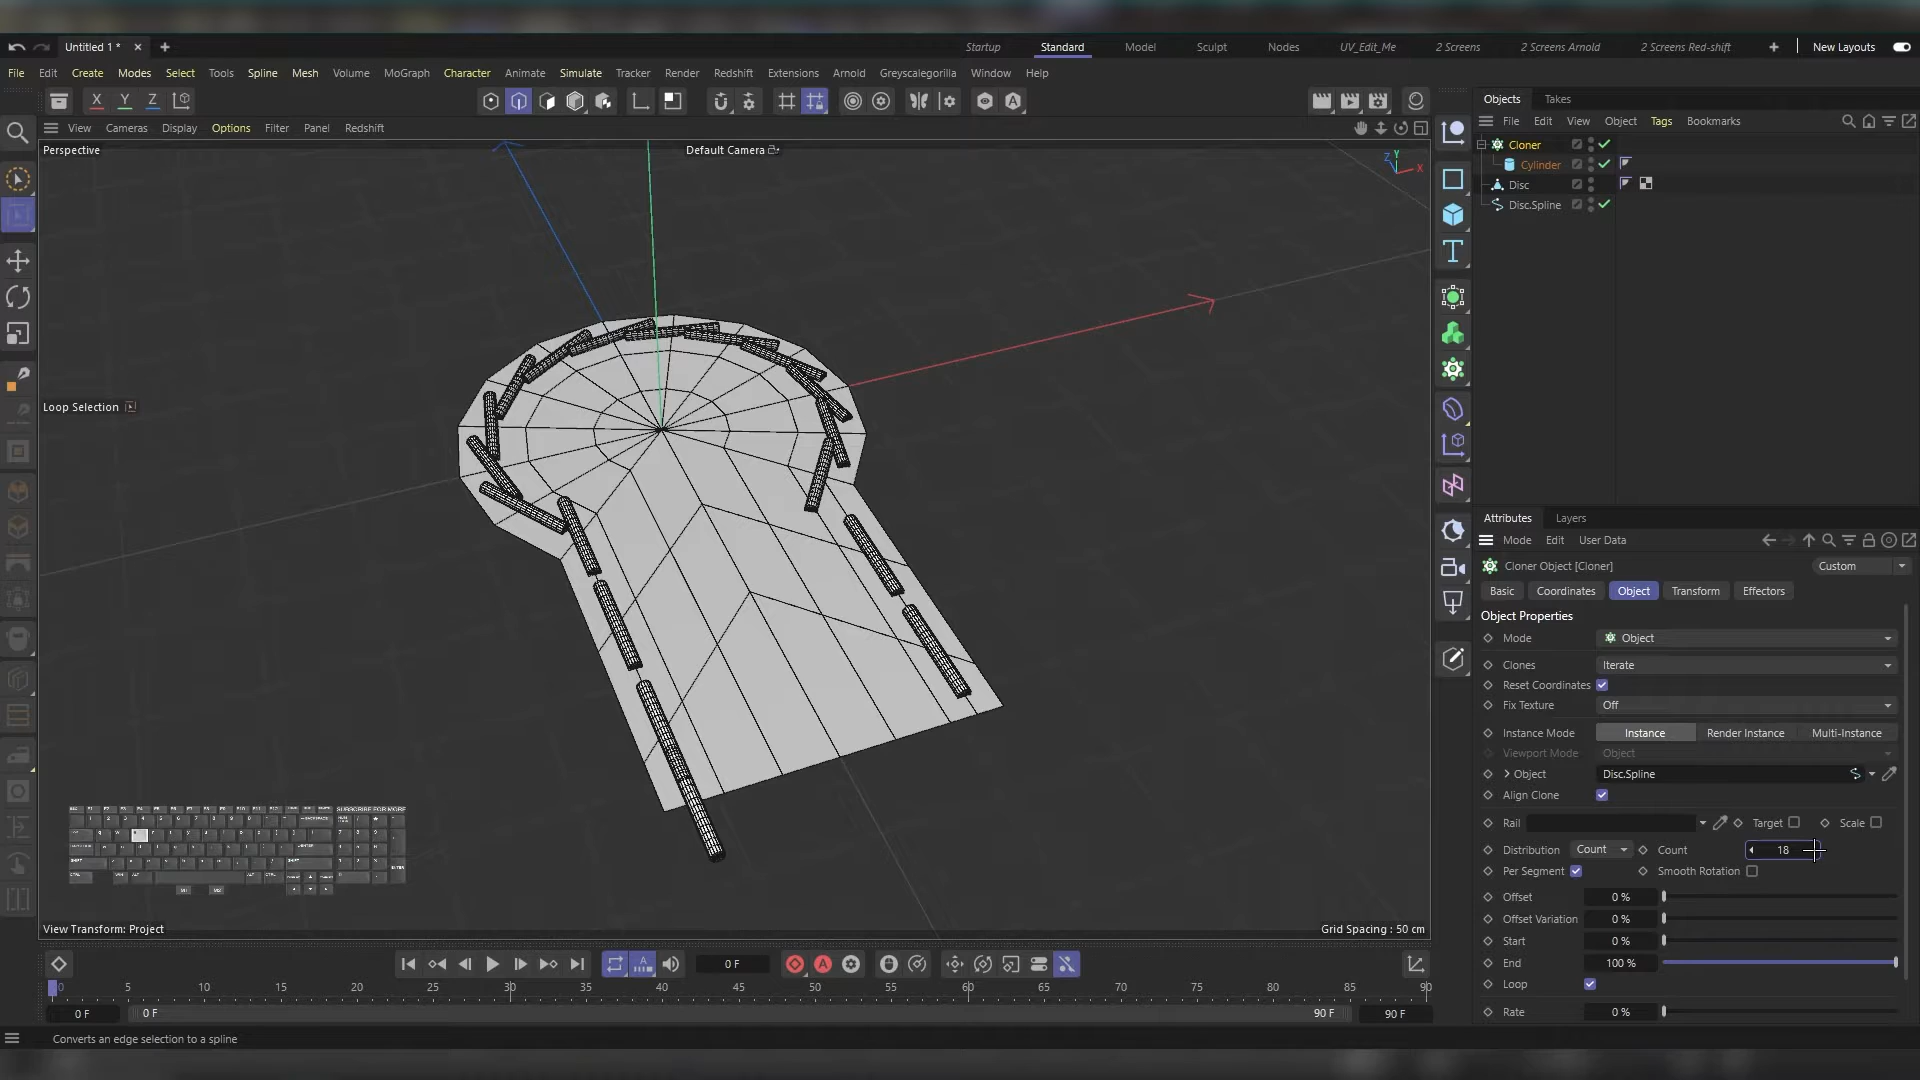 Untitled 1 *
Startup Standard Model Sculpt Nodes UV_Edit_Me 2 Screens 2 Screens Arnold 2 Screens Red-shift New Layouts
File Edit Create Modes Select Tools Spline Mesh Volume MoGraph Character Animate Simulate Tracker Render Redshift Extensions Arnold Greyscalegorilla Window Help
X Y Z
Objects Takes
File Edit View Object Tags Bookmarks
View Cameras Display Options Filter Panel Redshift
Perspective
Default Camera
Z Y X
Cloner
Cylinder
Disc
Disc.Spline
Loop Selection
Attributes Layers
Mode Edit User Data
Cloner Object [Cloner]
Custom
Basic Coordinates Object Transform Effectors
Object Properties
Mode Object
Clones Iterate
Reset Coordinates
Fix Texture Off
Instance Mode Instance Render Instance Multi-Instance
Viewport Mode Object
Object Disc.Spline
Align Clone
Rail Target Scale
Distribution Count Count 18
Per Segment Smooth Rotation
Offset 0 %
Offset Variation 0 %
Start 0 %
End 100 %
Loop
Rate 0 %
SUBSCRIBE FOR MORE
View Transform: Project
Grid Spacing : 50 cm
0 F
0 5 10 15 20 25 30 35 40 45 50 55 60 65 70 75 80 85 90
0 F 0 F 90 F 90 F
Converts an edge selection to a spline